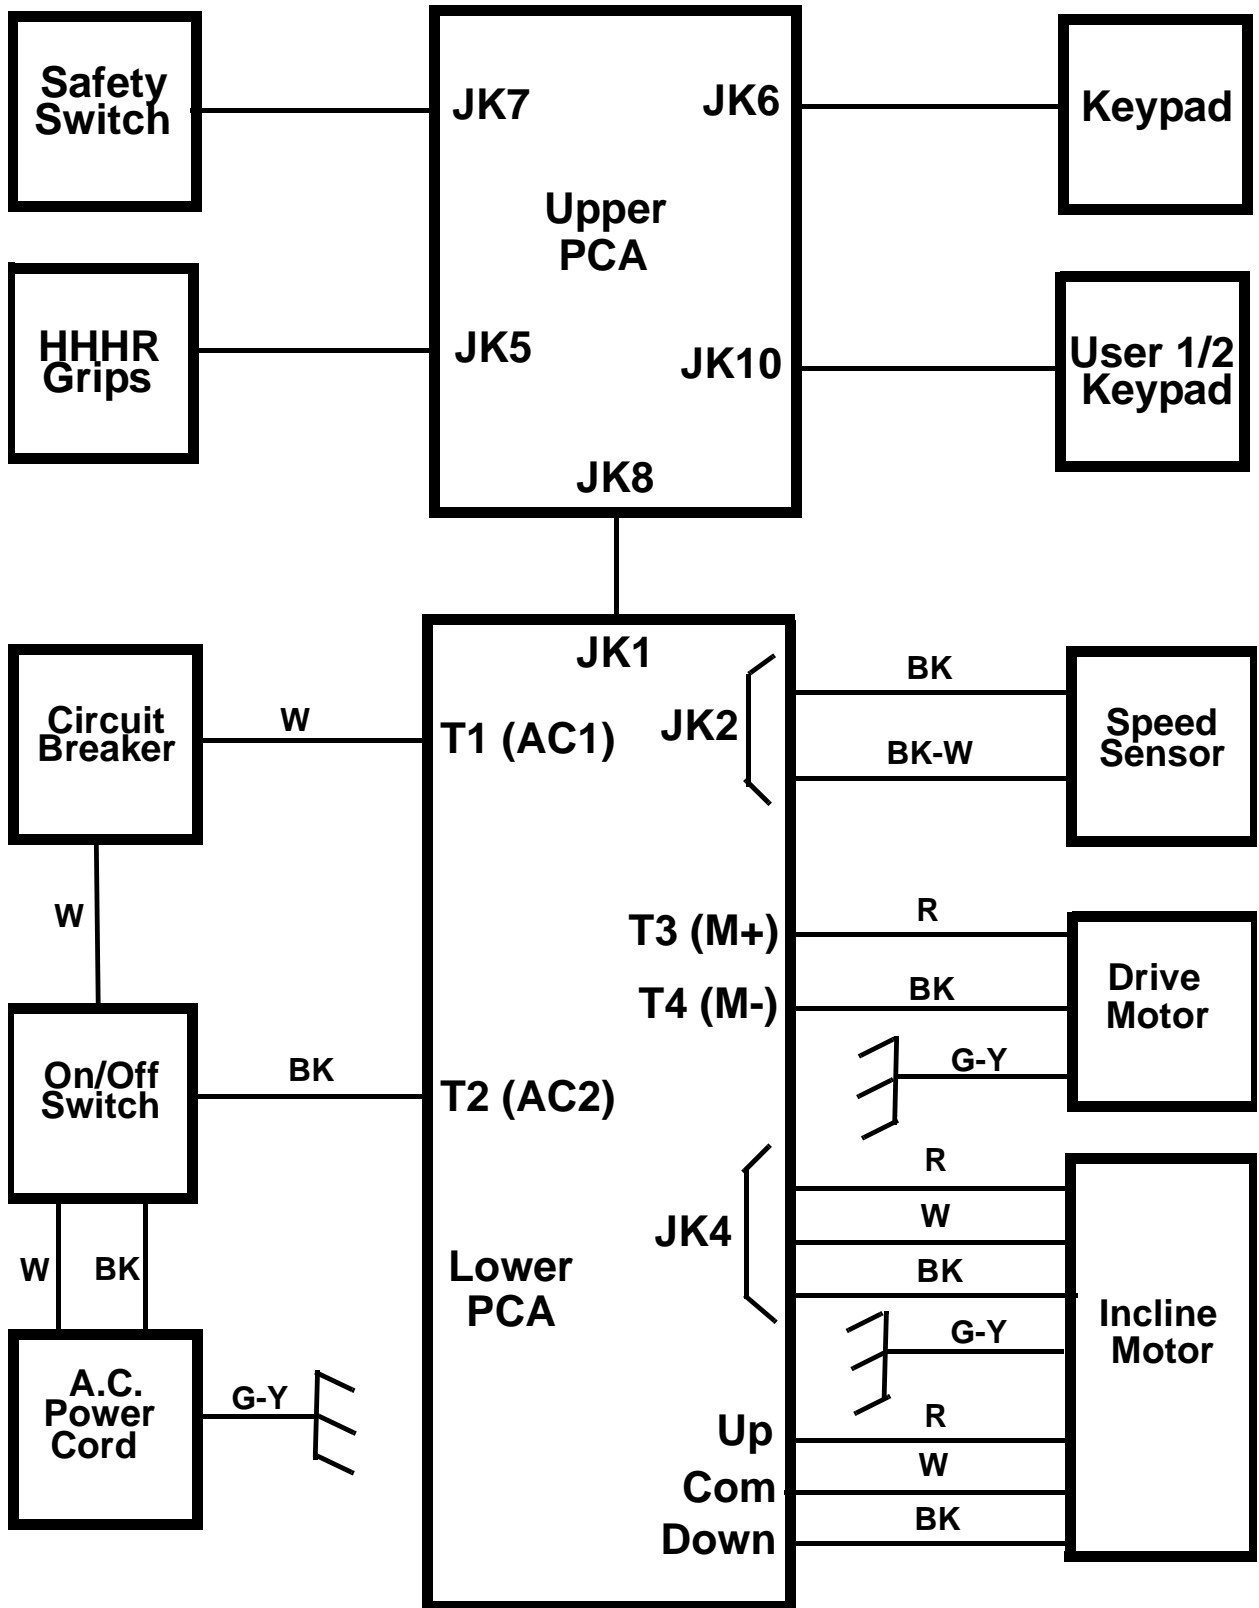 Safety
Switch
JK7
JK6
Keypad
Upper
PCA
HHHR
Grips
JK5
JK10
User 1/2
Keypad
JK8
JK1
Circuit
Breaker
W
T1 (AC1)
JK2
BK
BK-W
Speed
Sensor
W
T3 (M+)
R
T4 (M-)
BK
G-Y
Drive
Motor
On/Off
Switch
BK
T2 (AC2)
W
BK
Lower
PCA
JK4
R
W
BK
G-Y
Incline
Motor
A.C.
Power
Cord
G-Y
Up
R
Com
W
Down
BK